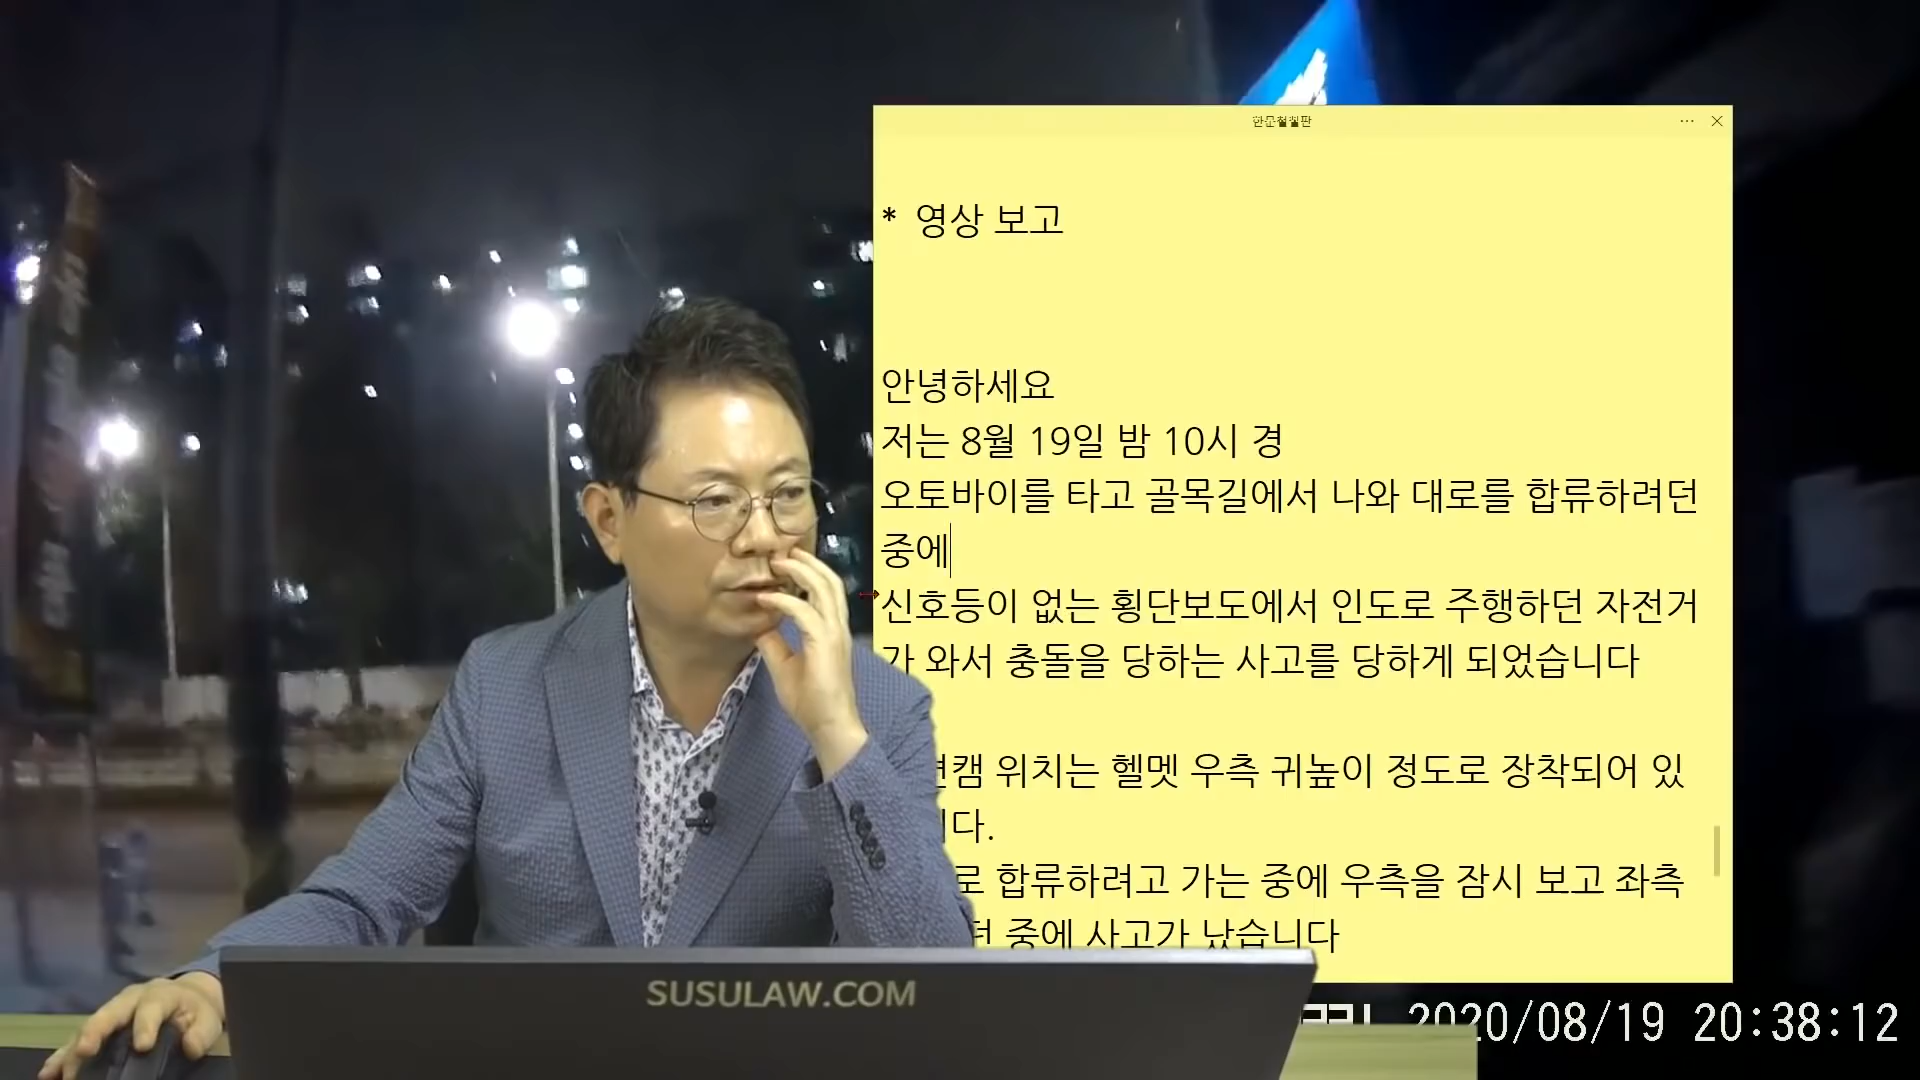 * 영상 보고
안녕하세요
저는 8월 19일 밤 10시 경
오토바이를 타고 골목길에서 나와 대로를 합류하려던
중에
신호등이 없는 횡단보도에서 인도로 주행하던 자전거
가 와서 충돌을 당하는 사고를 당하게 되었습니다
위치는 헬멧 우측 귀높이 정도로 장착되어 있
합류하려고 가는 중에 우측을 잠시 보고 좌측
중에 사고가 났습니다
SUSULAW.COM
2020/08/19 20:38:12